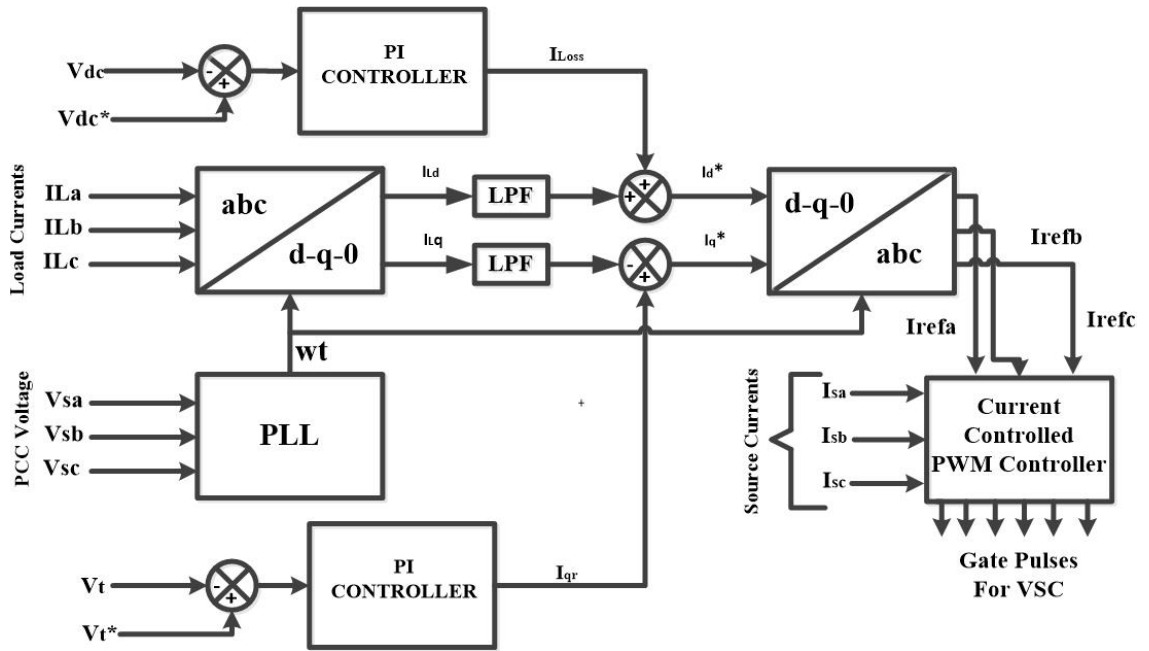 PI
CONTROLLER
ILoss
Vdc
-
+
Vdc*
Load Currents
ILa
ILb
ILc
abc
d-q-0
ILd
LPF
+
+
Id*
ILq
LPF
-
+
Iq*
d-q-0
abc
Irefb
Irefa
Irefc
wt
PCC Voltage
Vsa
Vsb
Vsc
PLL
+
Source Currents
Isa
Isb
Isc
Current
Controlled
PWM Controller
Gate Pulses
For VSC
PI
CONTROLLER
Iqr
Vt
-
+
Vt*